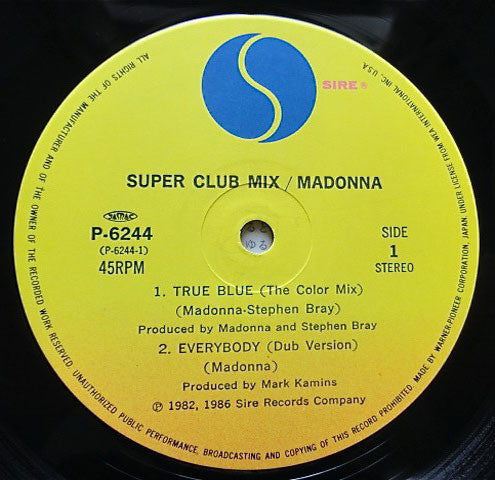 SIRE ®
SUPER CLUB MIX / MADONNA
P-6244
(P-6244-1)
45RPM
SIDE
1
STEREO
1. TRUE BLUE (The Color Mix)
(Madonna-Stephen Bray)
Produced by Madonna and Stephen Bray
2. EVERYBODY (Dub Version)
(Madonna)
Produced by Mark Kamins
℗ 1982, 1986 Sire Records Company
ALL RIGHTS OF THE MANUFACTURER AND OF THE OWNER OF THE RECORDED WORK RESERVED. UNAUTHORIZED PUBLIC PERFORMANCE, BROADCASTING AND COPYING OF THIS RECORD PROHIBITED. MADE BY WARNER-PIONEER CORPORATION, JAPAN, UNDER LICENSE FROM WEA INTERNATIONAL INC., U.S.A.